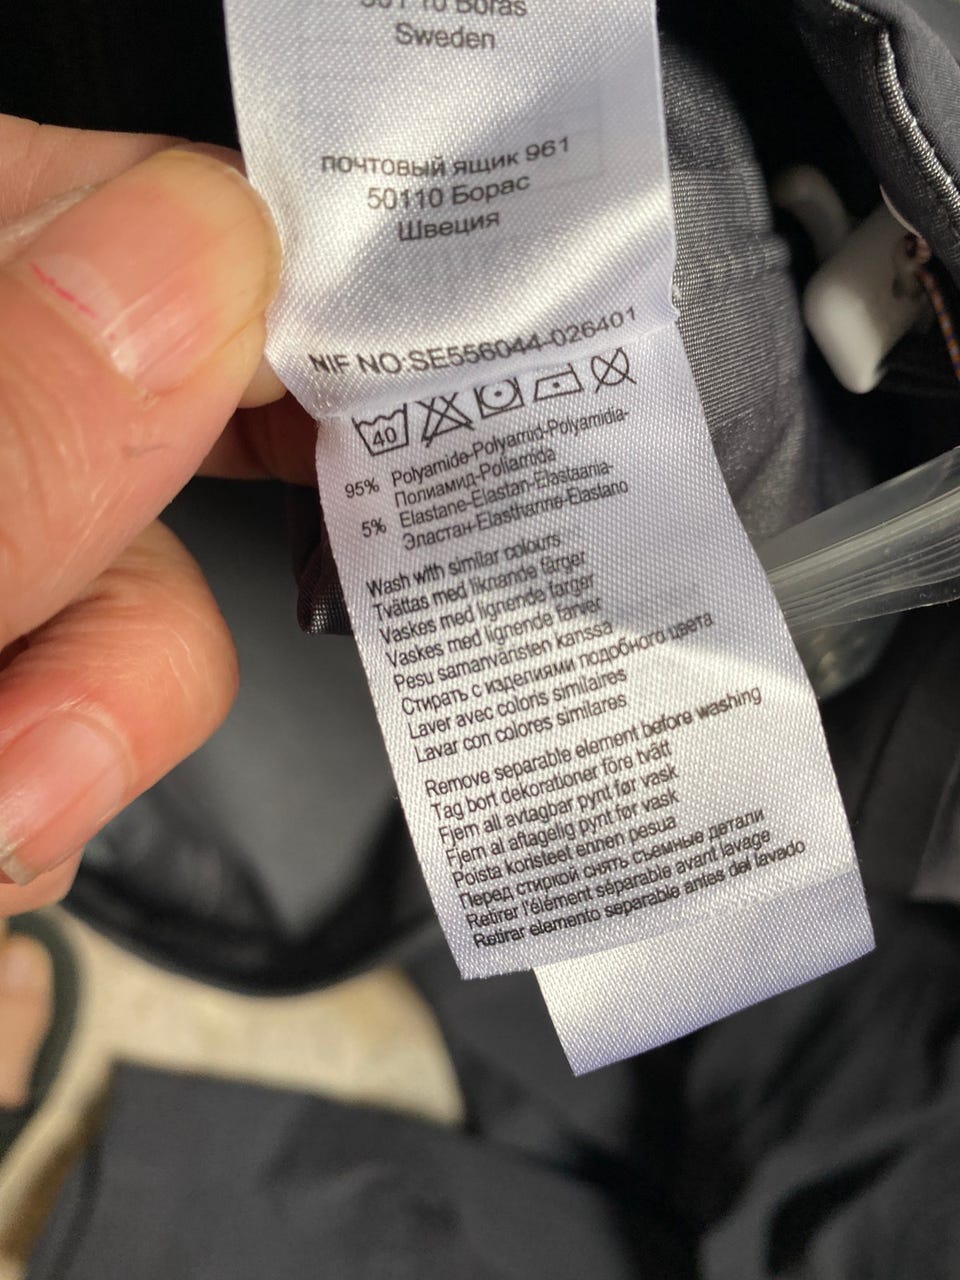 50110 Borås
Sweden
почтовый ящик 961
50110 Борас
Швеция
NIF NO:SE556044-026401
40
95% Polyamide-Polyamid-Polyamidia-
Полиамид-Poliamida
5% Elastane-Elastan-Elastaania-
Эластан-Elasthanne-Elastano
Wash with similar colours
Tvättas med liknande färger
Vaskes med lignende farger
Vaskes med lignende farver
Pesu samanvänsten kanssa
Стирать с изделиями подобного цвета
Laver avec coloris similaires
Lavar con colores similares
Remove separable element before washing
Tag bort dekorationer före tvätt
Fjern all avtagbar pynt før vask
Fjern al aftagelig pynt før vask
Poista koristeet ennen pesua
Перед стиркой снять съемные детали
Retirer l'élément séparable avant lavage
Retirar elemento separable antes del lavado